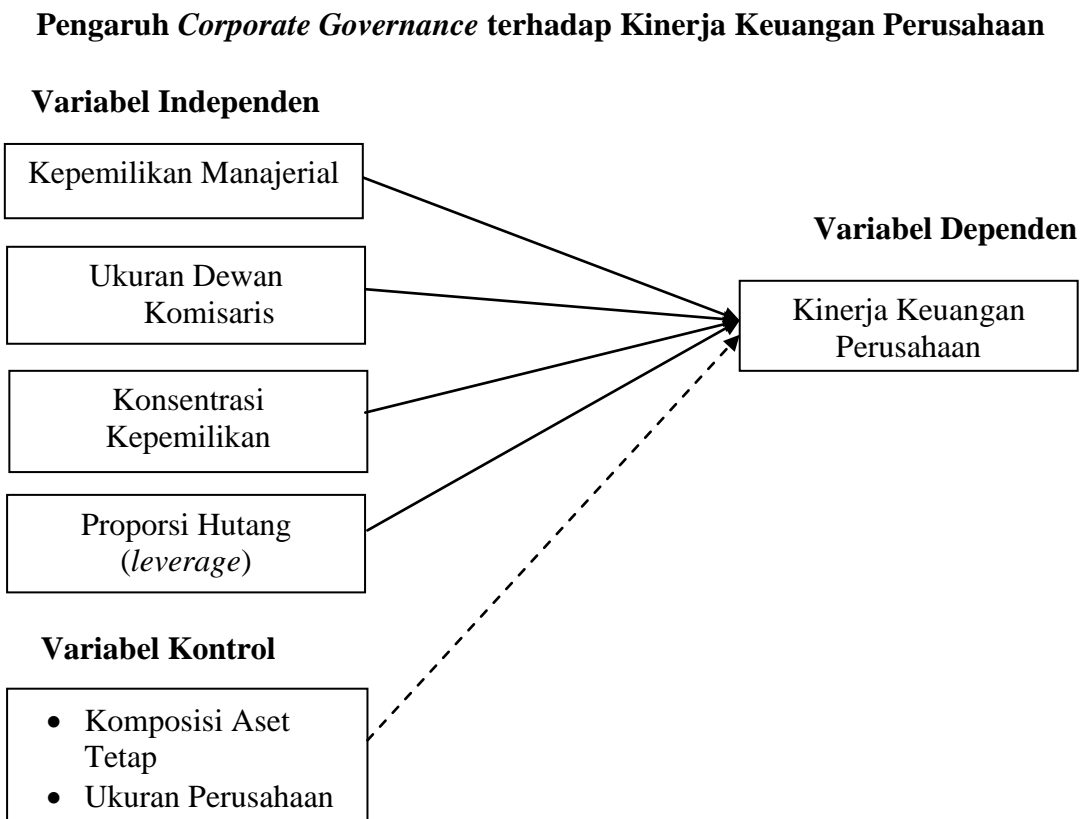 Pengaruh Corporate Governance terhadap Kinerja Keuangan Perusahaan
Variabel Independen
Kepemilikan Manajerial
Ukuran Dewan
Komisaris
Konsentrasi
Kepemilikan
Proporsi Hutang
(leverage)
Variabel Kontrol
• Komposisi Aset
Tetap
• Ukuran Perusahaan
Variabel Dependen
Kinerja Keuangan
Perusahaan